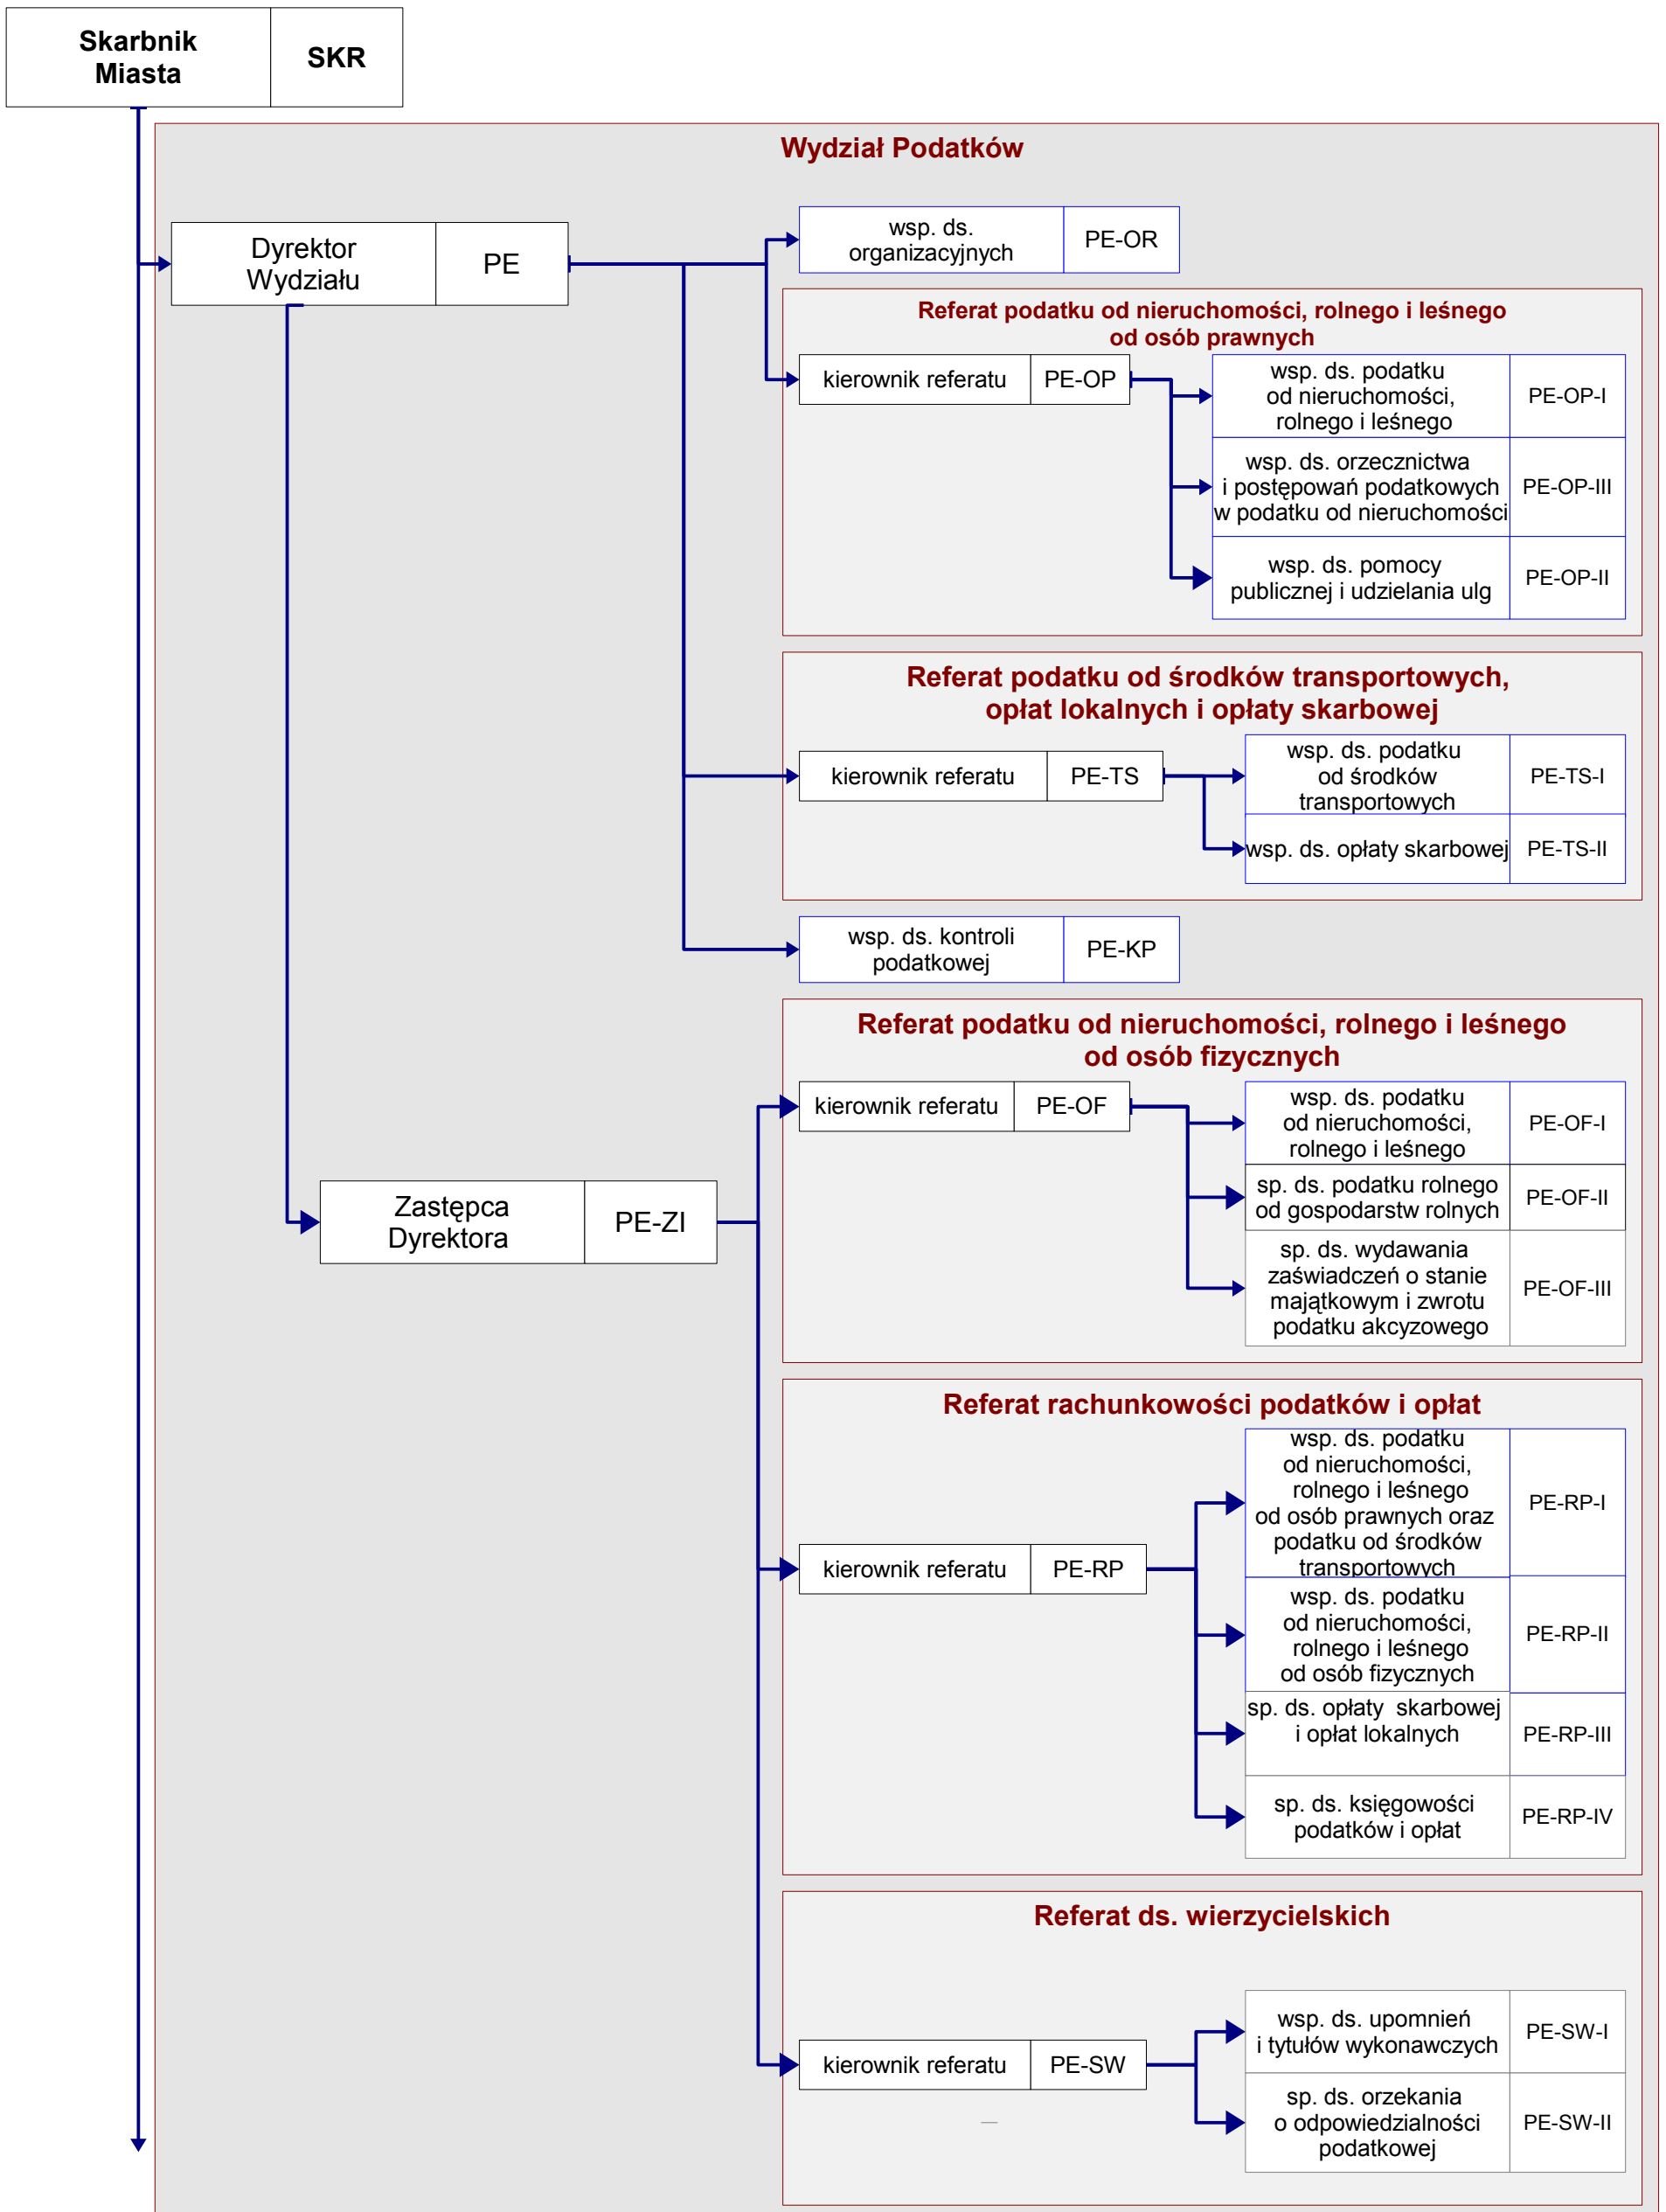 Skarbnik
Miasta
SKR
Wydział Podatków
Dyrektor
Wydziału
PE
wsp. ds.
organizacyjnych
PE-OR
Referat podatku od nieruchomości, rolnego i leśnego
od osób prawnych
kierownik referatu
PE-OP
wsp. ds. podatku
od nieruchomości,
rolnego i leśnego
PE-OP-I
wsp. ds. orzecznictwa
i postępowań podatkowych
w podatku od nieruchomości
PE-OP-III
wsp. ds. pomocy
publicznej i udzielania ulg
PE-OP-II
Referat podatku od środków transportowych,
opłat lokalnych i opłaty skarbowej
kierownik referatu
PE-TS
wsp. ds. podatku
od środków
transportowych
PE-TS-I
wsp. ds. opłaty skarbowej
PE-TS-II
wsp. ds. kontroli
podatkowej
PE-KP
Referat podatku od nieruchomości, rolnego i leśnego
od osób fizycznych
kierownik referatu
PE-OF
wsp. ds. podatku
od nieruchomości,
rolnego i leśnego
PE-OF-I
sp. ds. podatku rolnego
od gospodarstw rolnych
PE-OF-II
Zastępca
Dyrektora
PE-ZI
sp. ds. wydawania
zaświadczeń o stanie
majątkowym i zwrotu
podatku akcyzowego
PE-OF-III
Referat rachunkowości podatków i opłat
kierownik referatu
PE-RP
wsp. ds. podatku
od nieruchomości,
rolnego i leśnego
od osób prawnych oraz
podatku od środków
transportowych
PE-RP-I
wsp. ds. podatku
od nieruchomości,
rolnego i leśnego
od osób fizycznych
PE-RP-II
sp. ds. opłaty skarbowej
i opłat lokalnych
PE-RP-III
sp. ds. księgowości
podatków i opłat
PE-RP-IV
Referat ds. wierzycielskich
kierownik referatu
PE-SW
wsp. ds. upomnień
i tytułów wykonawczych
PE-SW-I
sp. ds. orzekania
o odpowiedzialności
podatkowej
PE-SW-II